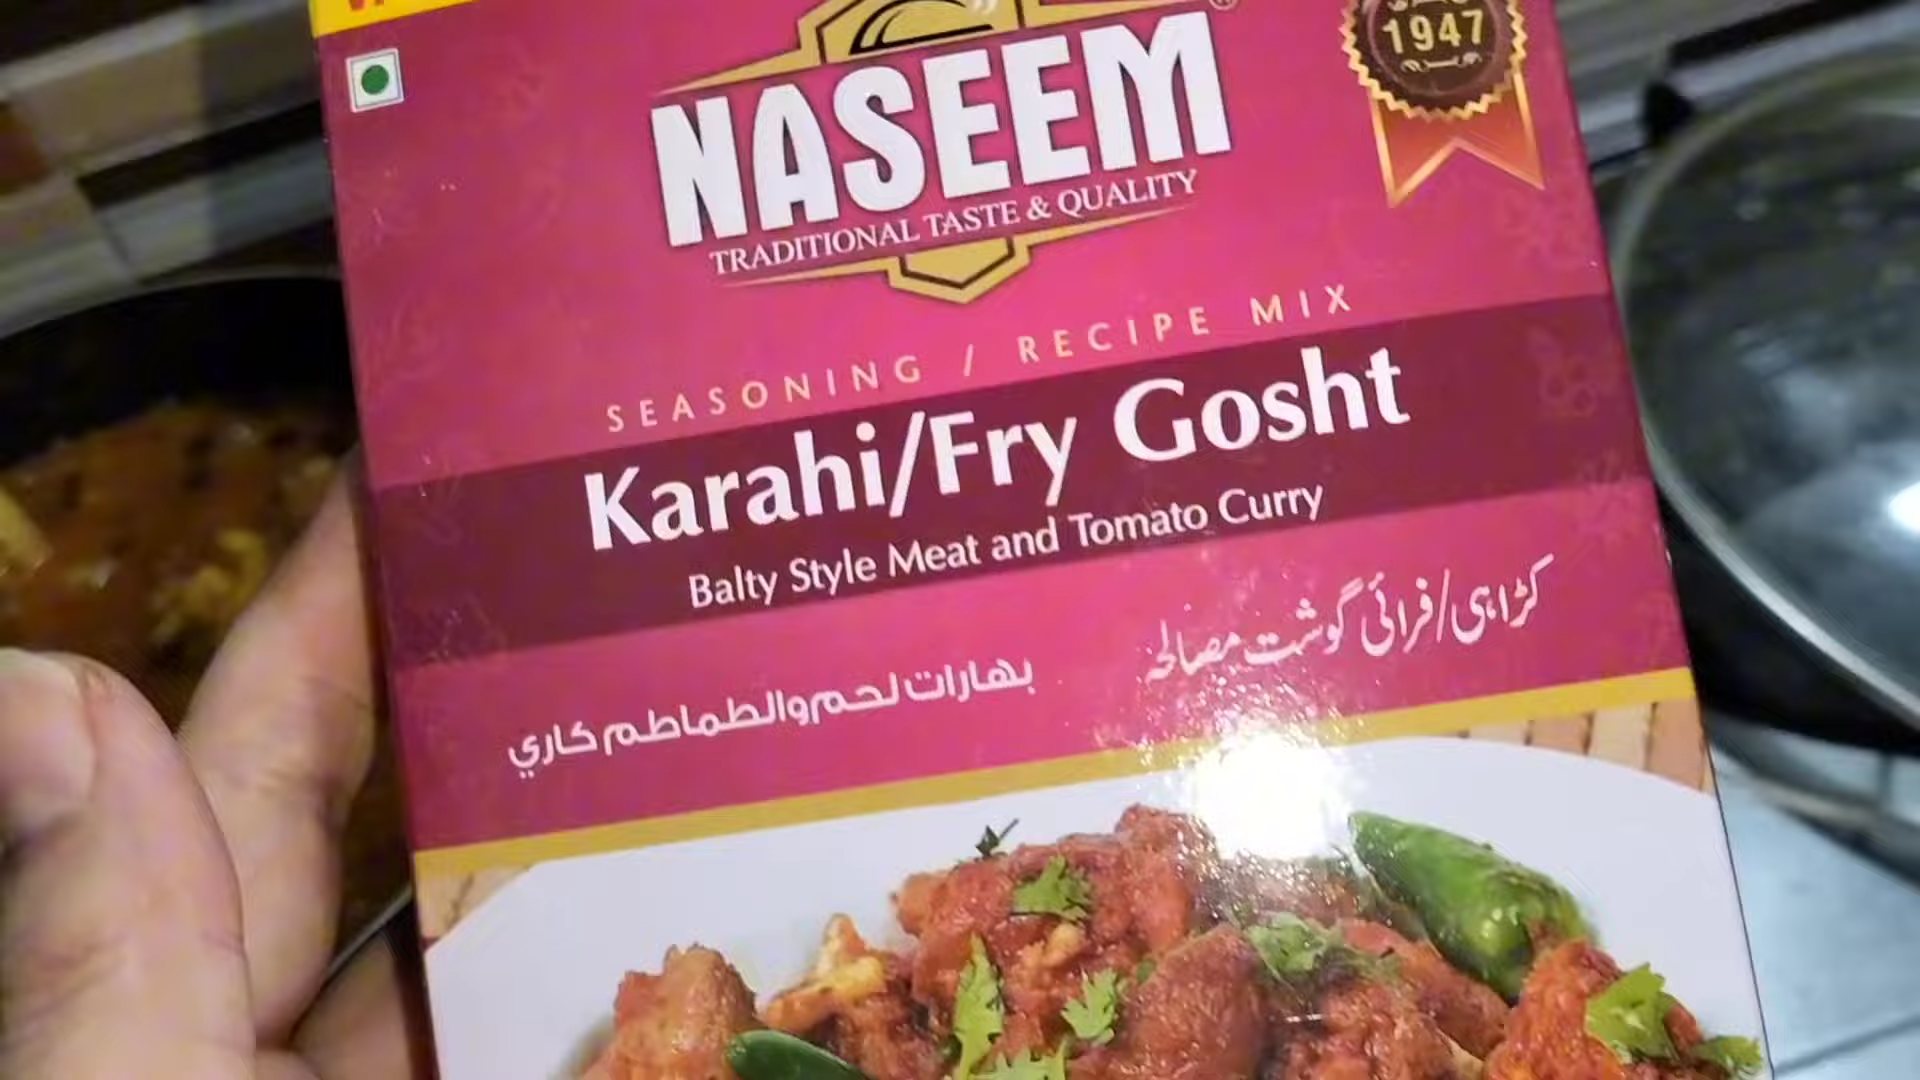 1947
NASEEM
TRADITIONAL TASTE & QUALITY
SEASONING / RECIPE MIX
Karahi/Fry Gosht
Balty Style Meat and Tomato Curry
کڑاہی/فرائی گوشت مصالحہ
بهارات لحم والطماطم كاري